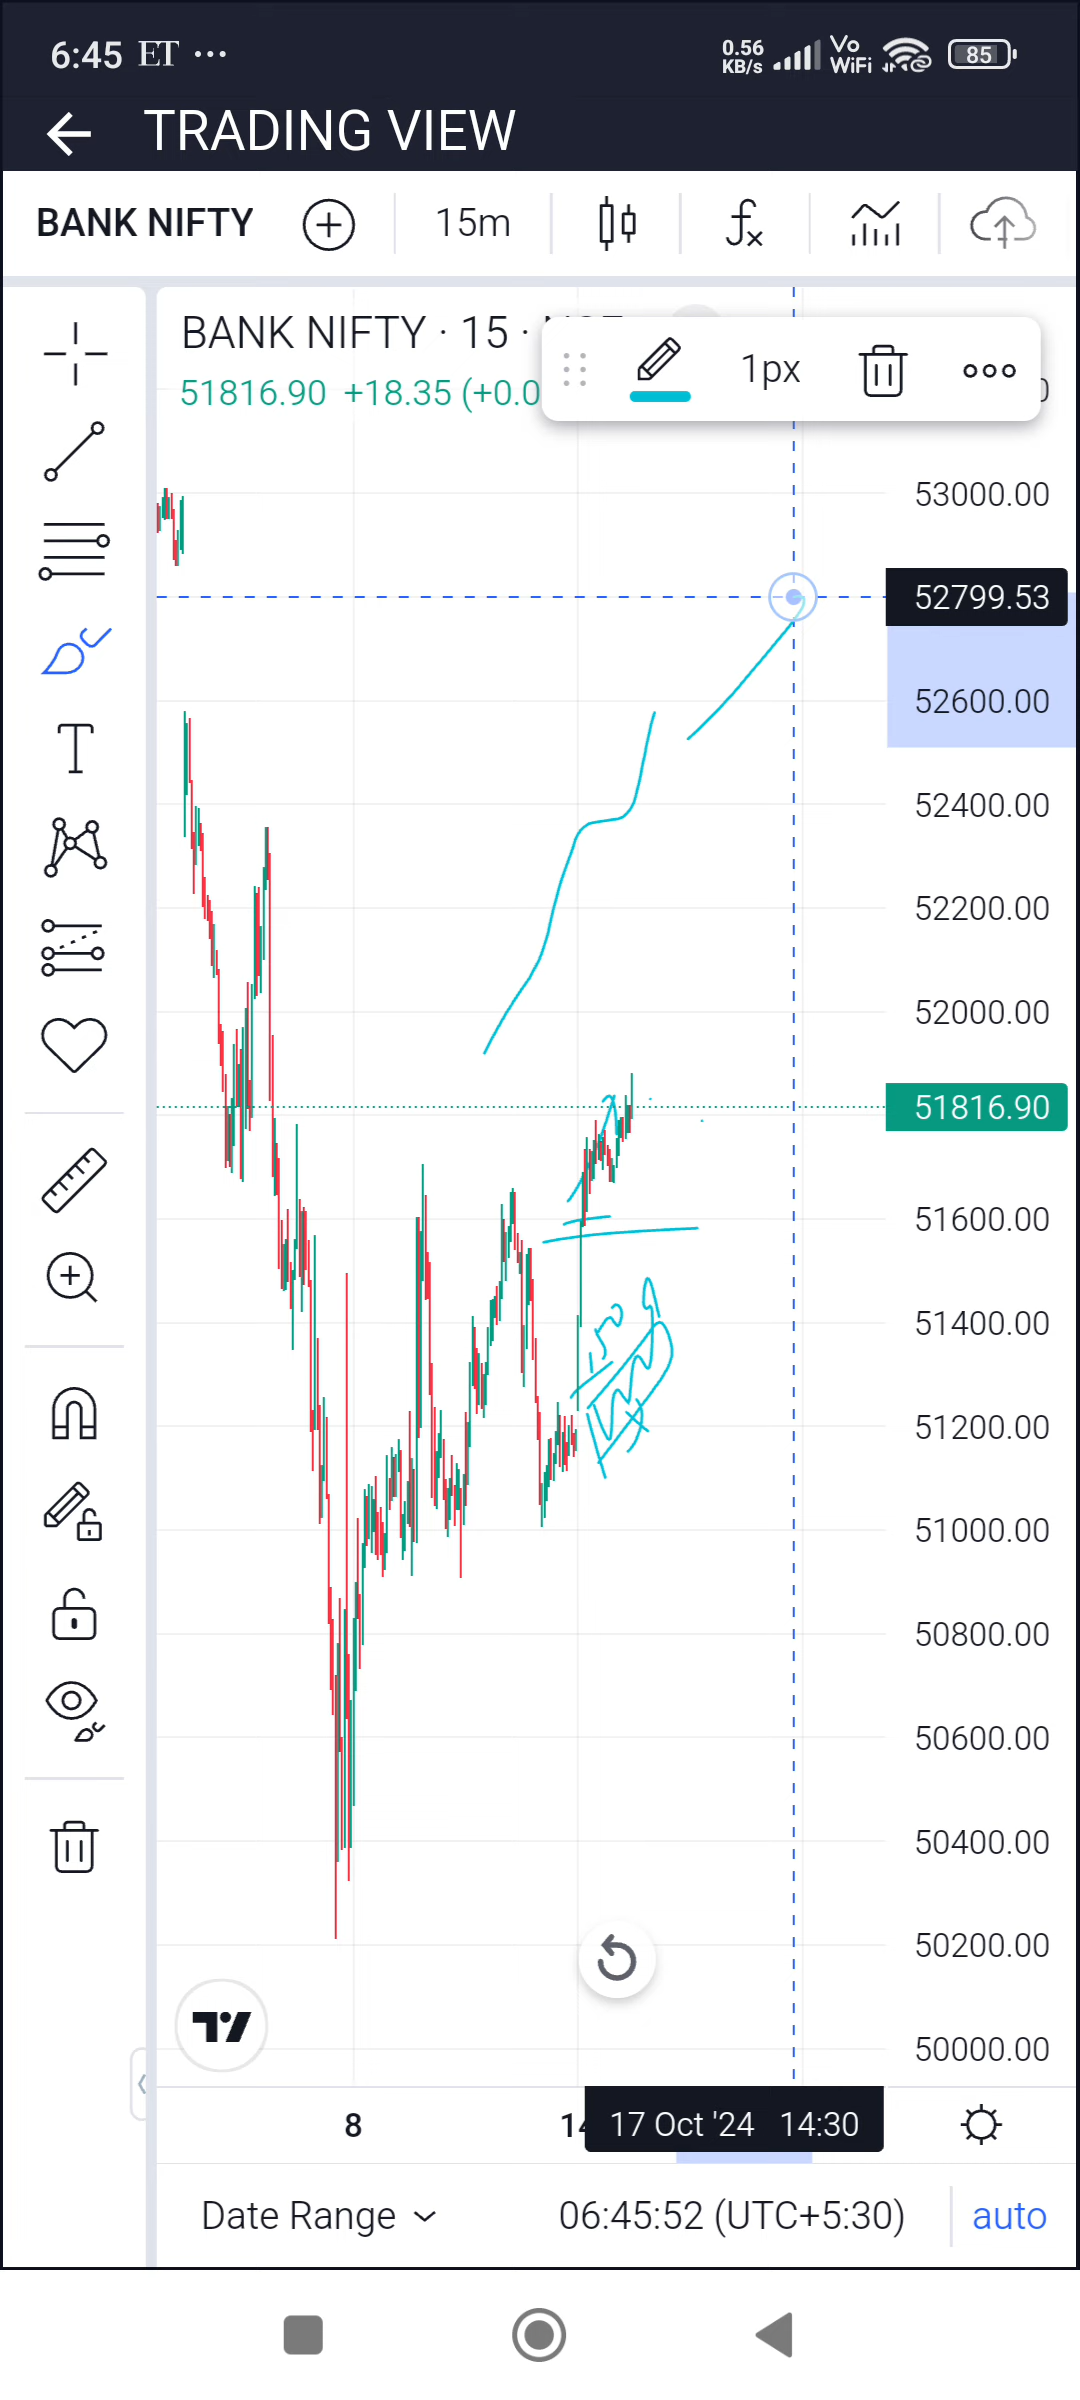 6:45 ET ... 0.56 KB/s Vo WiFi 85
TRADING VIEW
BANK NIFTY 15m
BANK NIFTY · 15 ·
51816.90 +18.35 (+0.0
1px
53000.00
52799.53
52600.00
52400.00
52200.00
52000.00
51816.90
51600.00
51400.00
51200.00
51000.00
50800.00
50600.00
50400.00
50200.00
50000.00
8 14 17 Oct '24 14:30
Date Range 06:45:52 (UTC+5:30) auto